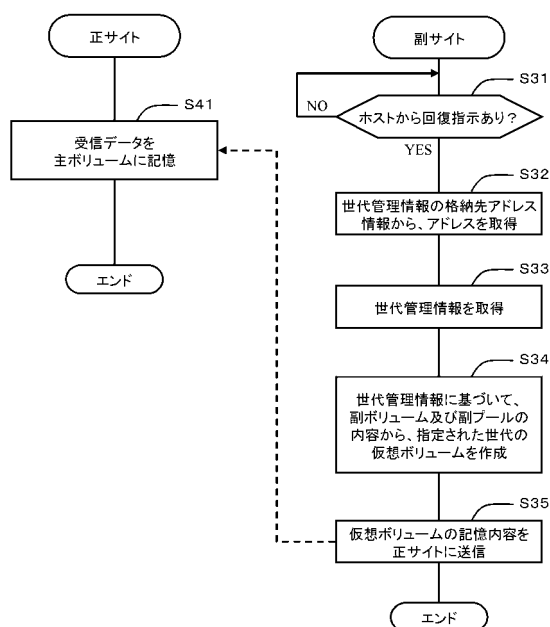 正サイト
S41
受信データを
主ボリュームに記憶
エンド
副サイト
S31
ホストから回復指示あり?
NO
YES
S32
世代管理情報の格納先アドレス
情報から、アドレスを取得
S33
世代管理情報を取得
S34
世代管理情報に基づいて、
副ボリューム及び副プールの
内容から、指定された世代の
仮想ボリュームを作成
S35
仮想ボリュームの記憶内容を
正サイトに送信
エンド